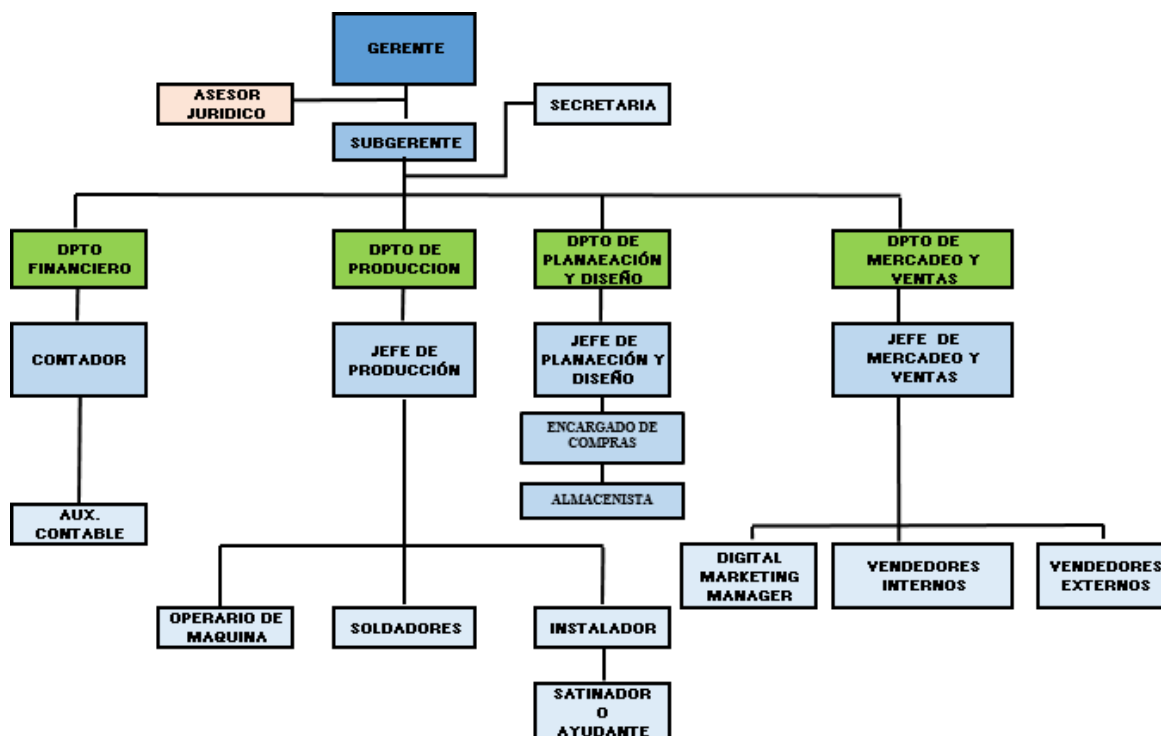 GERENTE
ASESOR
JURIDICO
SECRETARIA
SUBGERENTE
DPTO
FINANCIERO
DPTO DE
PRODUCCION
DPTO DE
PLANAEACIÓN
Y DISEÑO
DPTO DE
MERCADEO Y
VENTAS
CONTADOR
JEFE DE
PRODUCCIÓN
JEFE DE
PLANAECIÓN Y
DISEÑO
JEFE DE
MERCADEO Y
VENTAS
ENCARGADO DE
COMPRAS
ALMACENISTA
AUX.
CONTABLE
DIGITAL
MARKETING
MANAGER
VENDEDORES
INTERNOS
VENDEDORES
EXTERNOS
OPERARIO DE
MAQUINA
SOLDADORES
INSTALADOR
SATINADOR
O
AYUDANTE